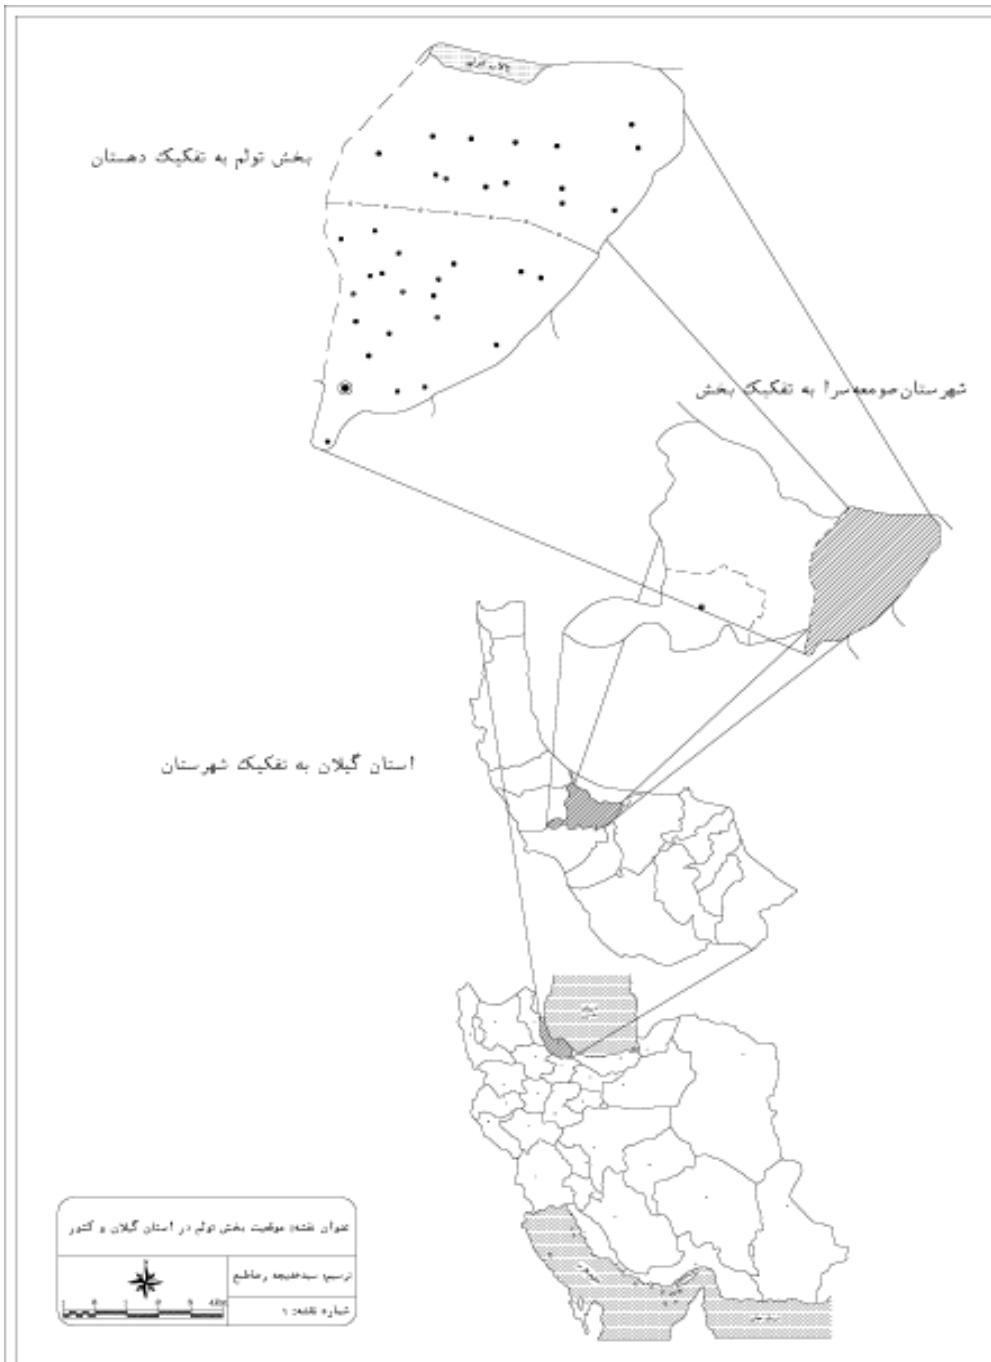 بخش تولم به تفکیک دهستان
شهرستان صومعه‌سرا به تفکیک بخش
استان گیلان به تفکیک شهرستان
عنوان نقشه: موقعیت بخش تولم در استان گیلان و کشور
ترسیم: سیدخدیجه رضاطبع
شماره نقشه: ۱